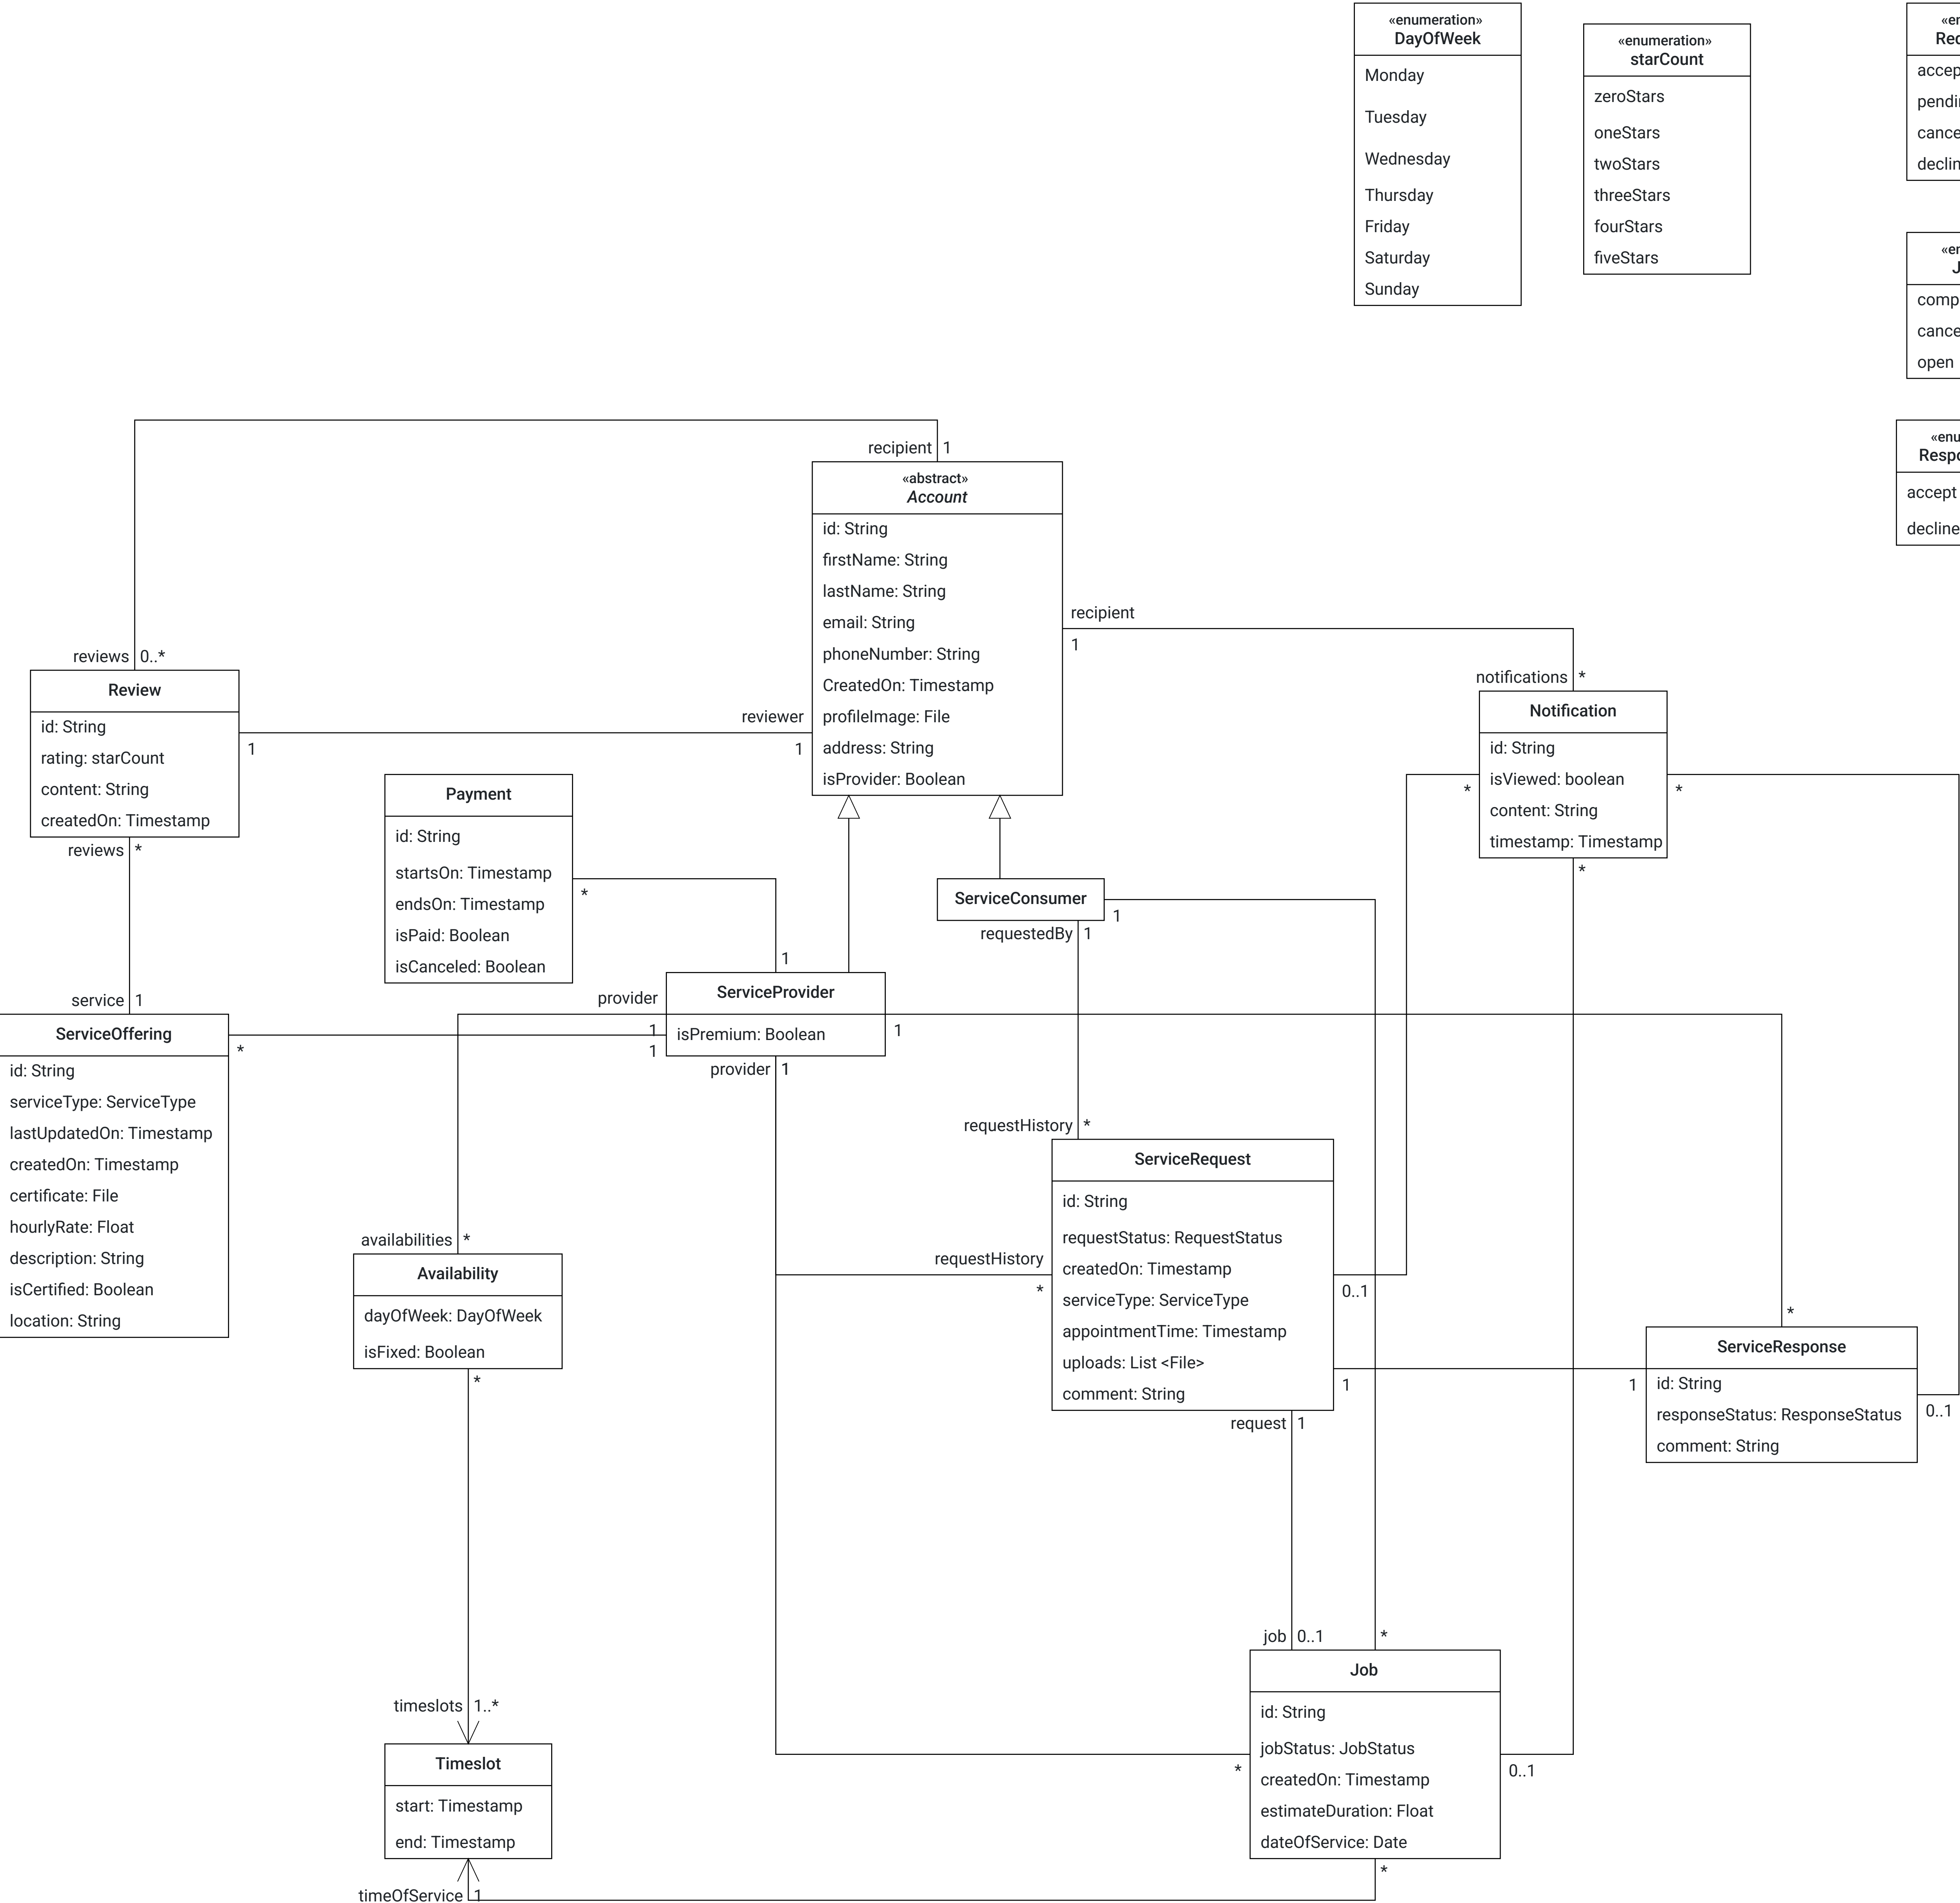 «enumeration»
DayOfWeek
Monday
Tuesday
Wednesday
Thursday
Friday
Saturday
Sunday
«enumeration»
starCount
zeroStars
oneStars
twoStars
threeStars
fourStars
fiveStars
open
accept
decline
recipient 1
«abstract»
Account
id: String
firstName: String
lastName: String
email: String
phoneNumber: String
CreatedOn: Timestamp
profileImage: File
address: String
isProvider: Boolean
recipient
1
reviews 0..*
Review
id: String
rating: starCount
content: String
createdOn: Timestamp
reviews *
1
reviewer
1
notifications *
Notification
id: String
isViewed: boolean
content: String
timestamp: Timestamp
*
*
*
Payment
id: String
startsOn: Timestamp
endsOn: Timestamp
isPaid: Boolean
isCanceled: Boolean
*
1
ServiceConsumer
1
requestedBy 1
provider
1
1
ServiceProvider
isPremium: Boolean
1
provider 1
service 1
ServiceOffering
*
id: String
serviceType: ServiceType
lastUpdatedOn: Timestamp
createdOn: Timestamp
certificate: File
hourlyRate: Float
description: String
isCertified: Boolean
location: String
availabilities *
Availability
dayOfWeek: DayOfWeek
isFixed: Boolean
*
requestHistory *
requestHistory
*
ServiceRequest
id: String
requestStatus: RequestStatus
createdOn: Timestamp
serviceType: ServiceType
appointmentTime: Timestamp
uploads: List <File>
comment: String
0..1
1
request 1
*
ServiceResponse
1
id: String
responseStatus: ResponseStatus
comment: String
0..1
job 0..1
*
Job
id: String
jobStatus: JobStatus
createdOn: Timestamp
estimateDuration: Float
dateOfService: Date
*
0..1
*
timeslots 1..*
Timeslot
start: Timestamp
end: Timestamp
timeOfService 1